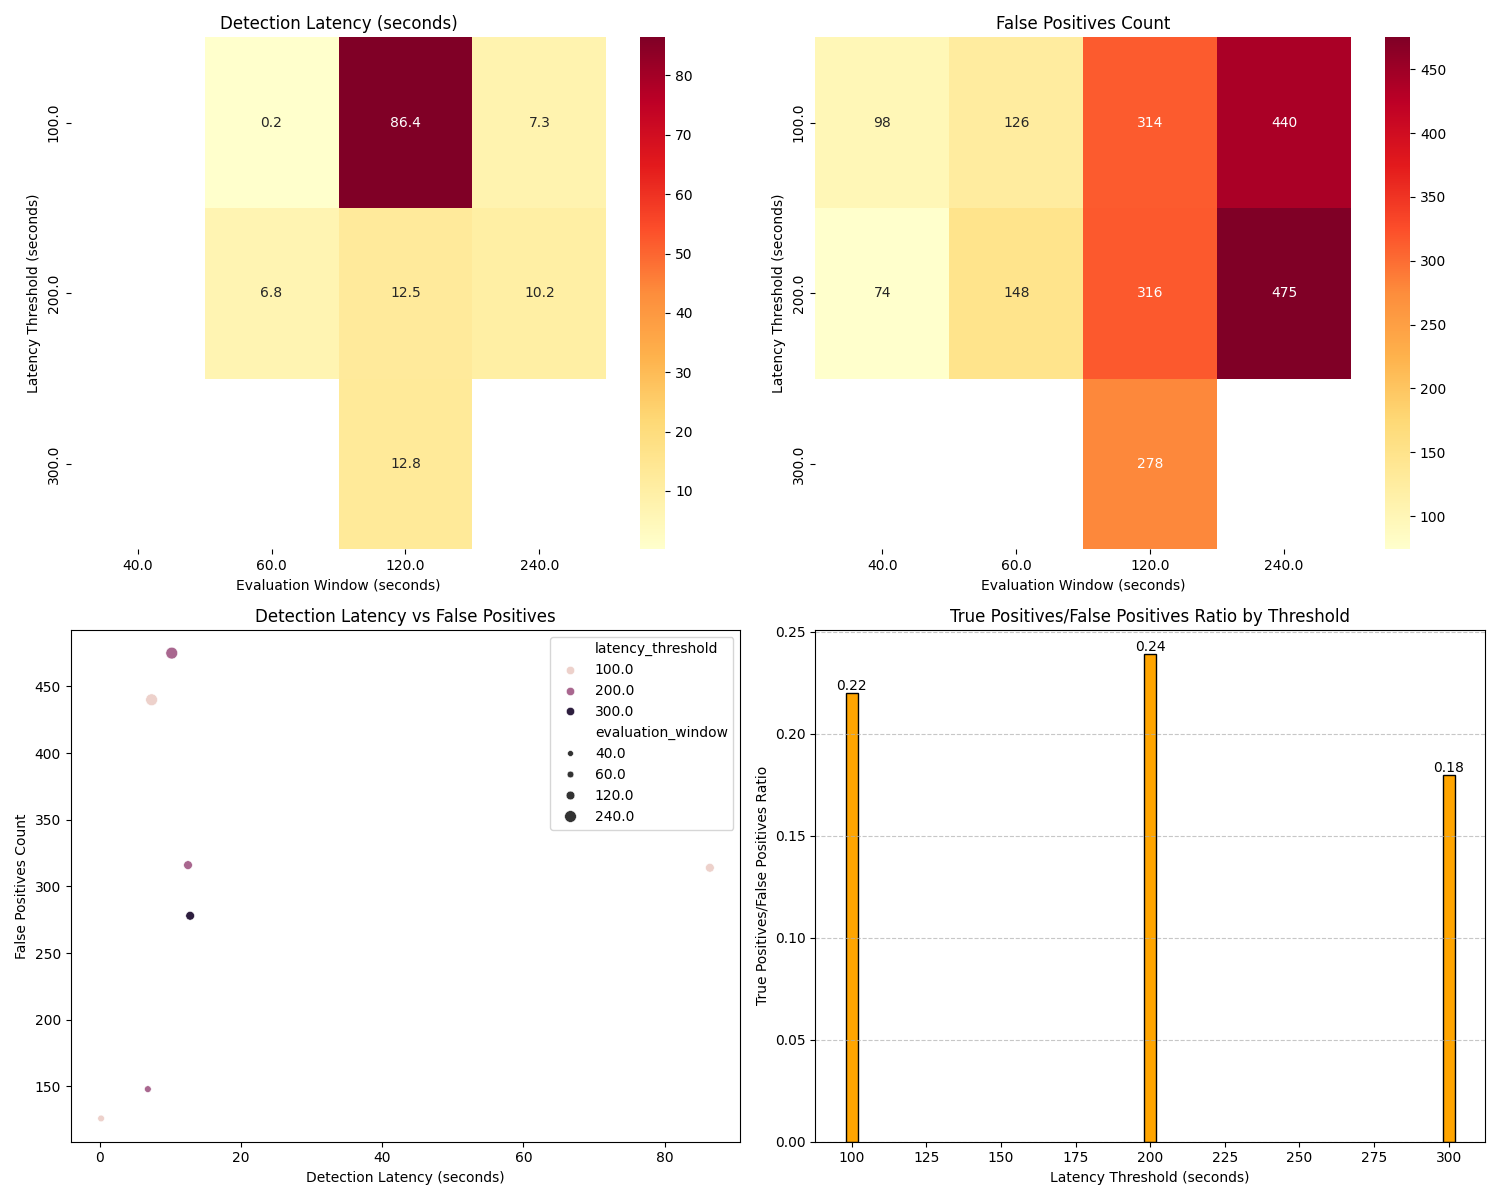 Detection Latency (seconds)
Latency Threshold (seconds)
100.0
200.0
300.0
0.2 86.4 7.3
6.8 12.5 10.2
12.8
40.0 60.0 120.0 240.0
Evaluation Window (seconds)
80
70
60
50
40
30
20
10
False Positives Count
Latency Threshold (seconds)
100.0
200.0
300.0
98 126 314 440
74 148 316 475
278
40.0 60.0 120.0 240.0
Evaluation Window (seconds)
450
400
350
300
250
200
150
100
Detection Latency vs False Positives
False Positives Count
450
400
350
300
250
200
150
latency_threshold
100.0
200.0
300.0
evaluation_window
40.0
60.0
120.0
240.0
0 20 40 60 80
Detection Latency (seconds)
True Positives/False Positives Ratio by Threshold
True Positives/False Positives Ratio
0.25
0.20
0.15
0.10
0.05
0.00
0.22
0.24
0.18
100 125 150 175 200 225 250 275 300
Latency Threshold (seconds)